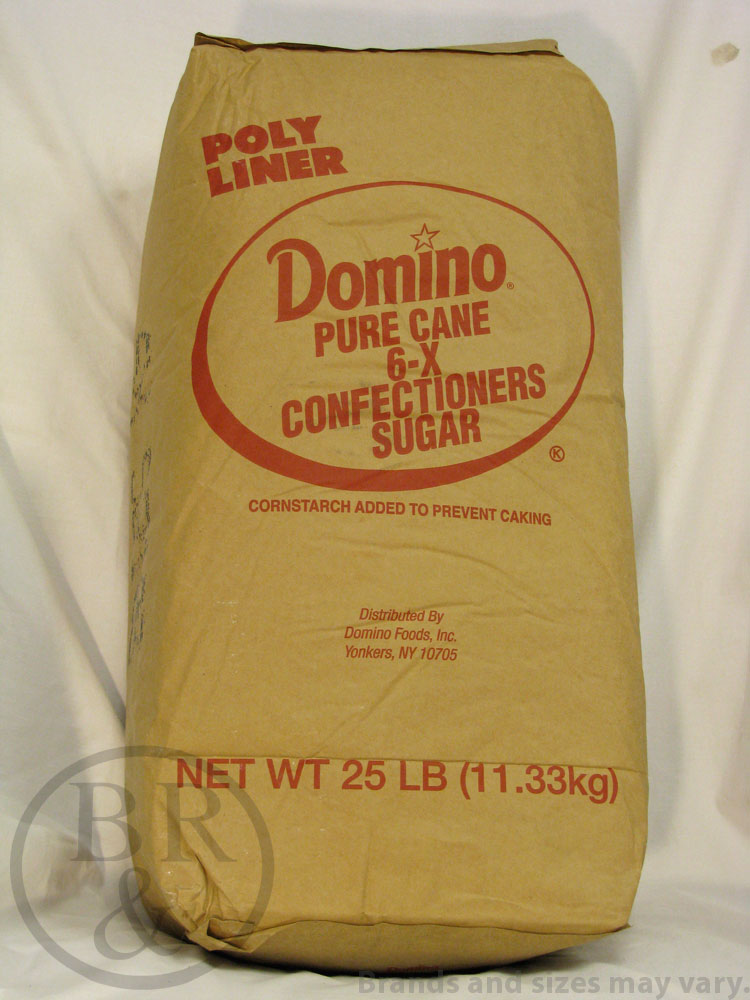 POLY
LINER
Domino®
PURE CANE
6-X
CONFECTIONERS
SUGAR
K
CORNSTARCH ADDED TO PREVENT CAKING
Distributed By
Domino Foods, Inc.
Yonkers, NY 10705
NET WT 25 LB (11.33kg)
BR
&
Brands and sizes may vary.